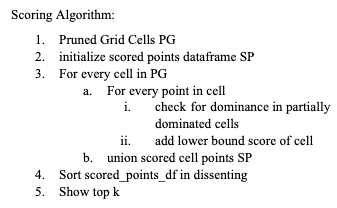 Scoring Algorithm:
1. Pruned Grid Cells PG
2. initialize scored points dataframe SP
3. For every cell in PG
a. For every point in cell
i. check for dominance in partially
dominated cells
ii. add lower bound score of cell
b. union scored cell points SP
4. Sort scored_points_df in dissenting
5. Show top k